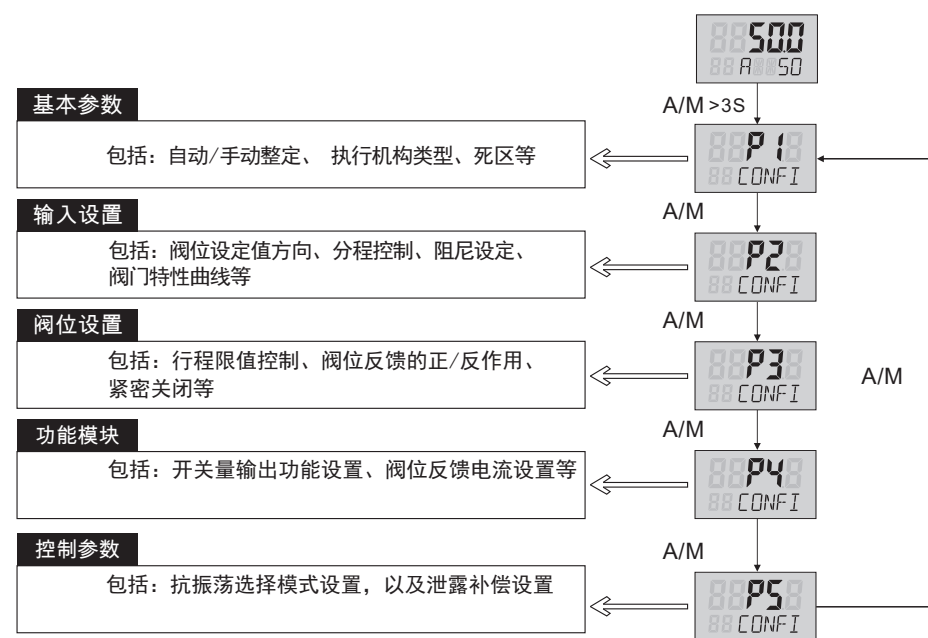 50.0
A 50
A/M >3S
基本参数
包括：自动/手动整定、 执行机构类型、死区等
P1
CONFI
A/M
输入设置
包括：阀位设定值方向、分程控制、阻尼设定、
阀门特性曲线等
P2
CONFI
A/M
阀位设置
包括：行程限值控制、阀位反馈的正/反作用、
紧密关闭等
P3
CONFI
A/M
A/M
功能模块
包括：开关量输出功能设置、阀位反馈电流设置等
P4
CONFI
A/M
控制参数
包括：抗振荡选择模式设置，以及泄露补偿设置
P5
CONFI